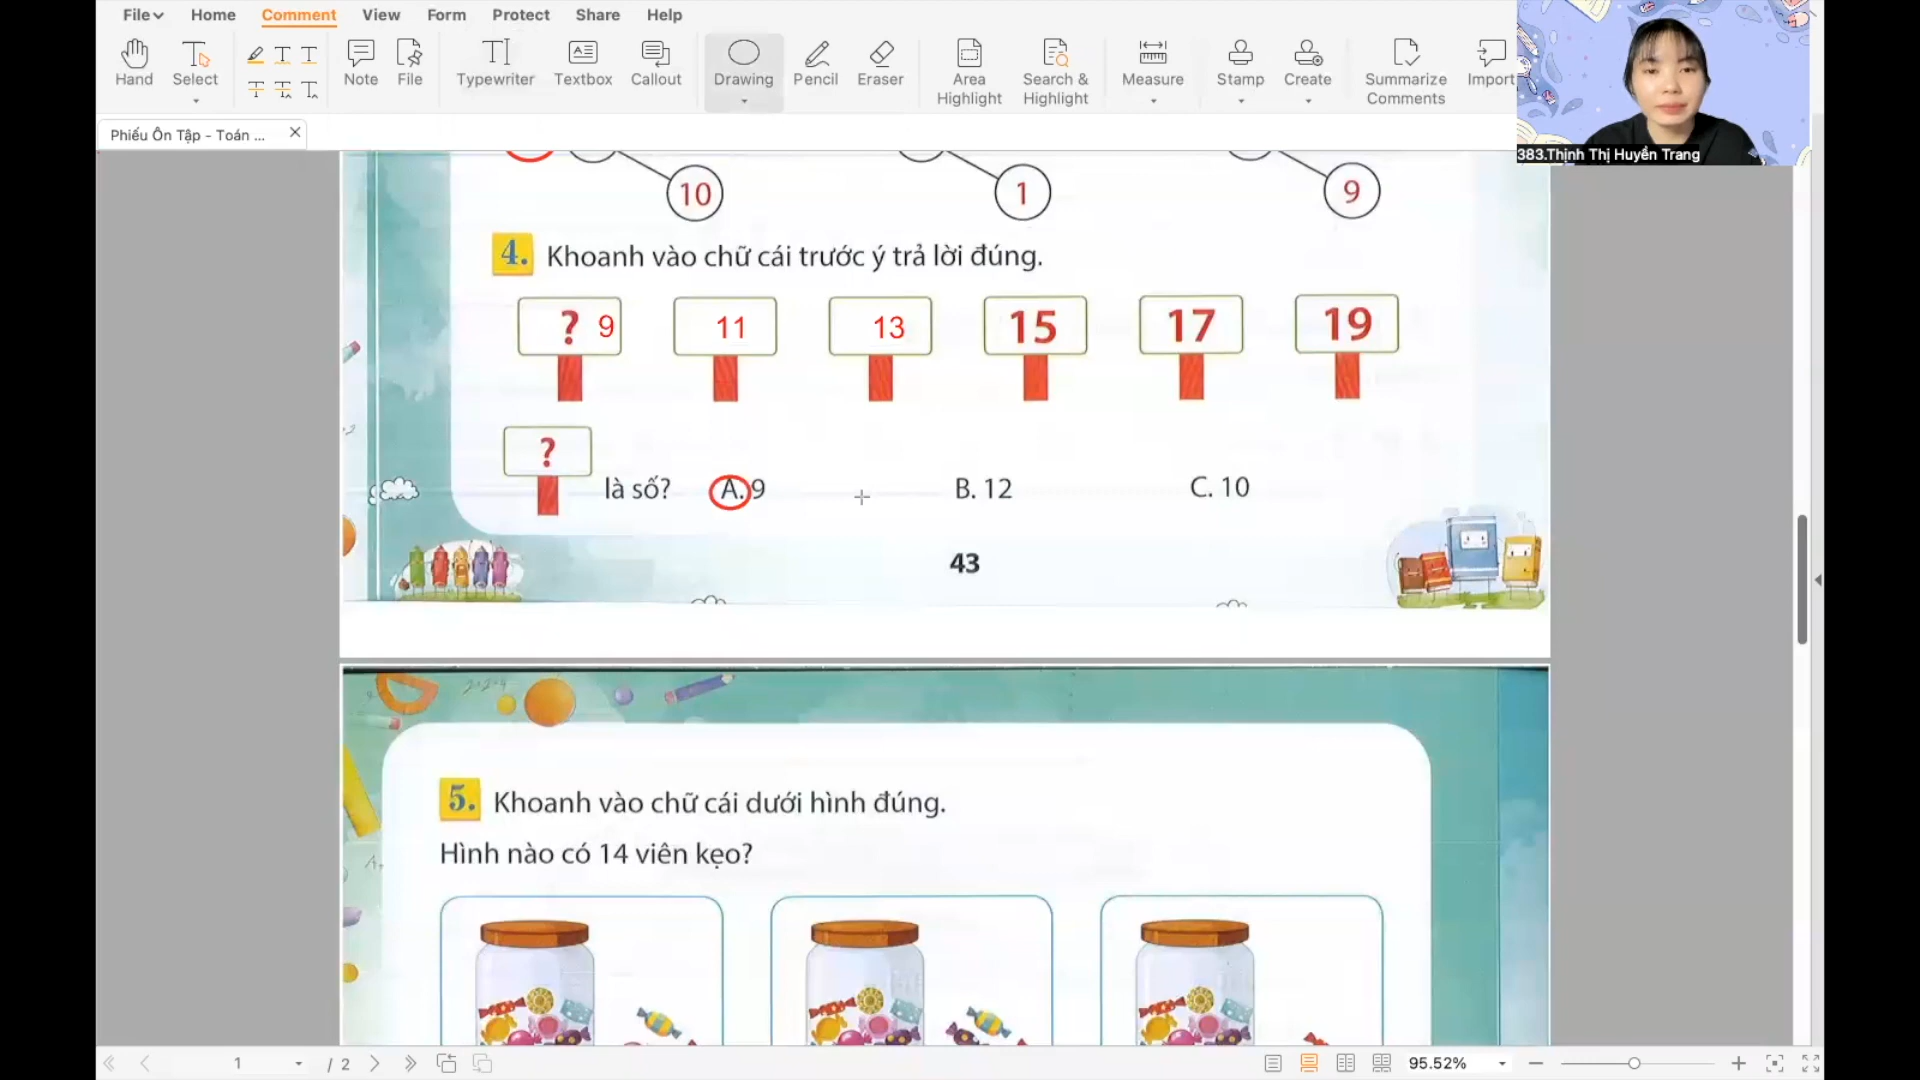 File Home Comment View Form Protect Share Help
Hand Select Note File Typewriter Textbox Callout Drawing Pencil Eraser Area Highlight Search & Highlight Measure Stamp Create Summarize Comments Import
383.Thịnh Thị Huyền Trang
Phiếu Ôn Tập - Toán ...
10 1 9
4. Khoanh vào chữ cái trước ý trả lời đúng.
? 9 11 13 15 17 19
?
là số? A. 9 B. 12 C. 10
43
5. Khoanh vào chữ cái dưới hình đúng.
Hình nào có 14 viên kẹo?
1 / 2 95.52%